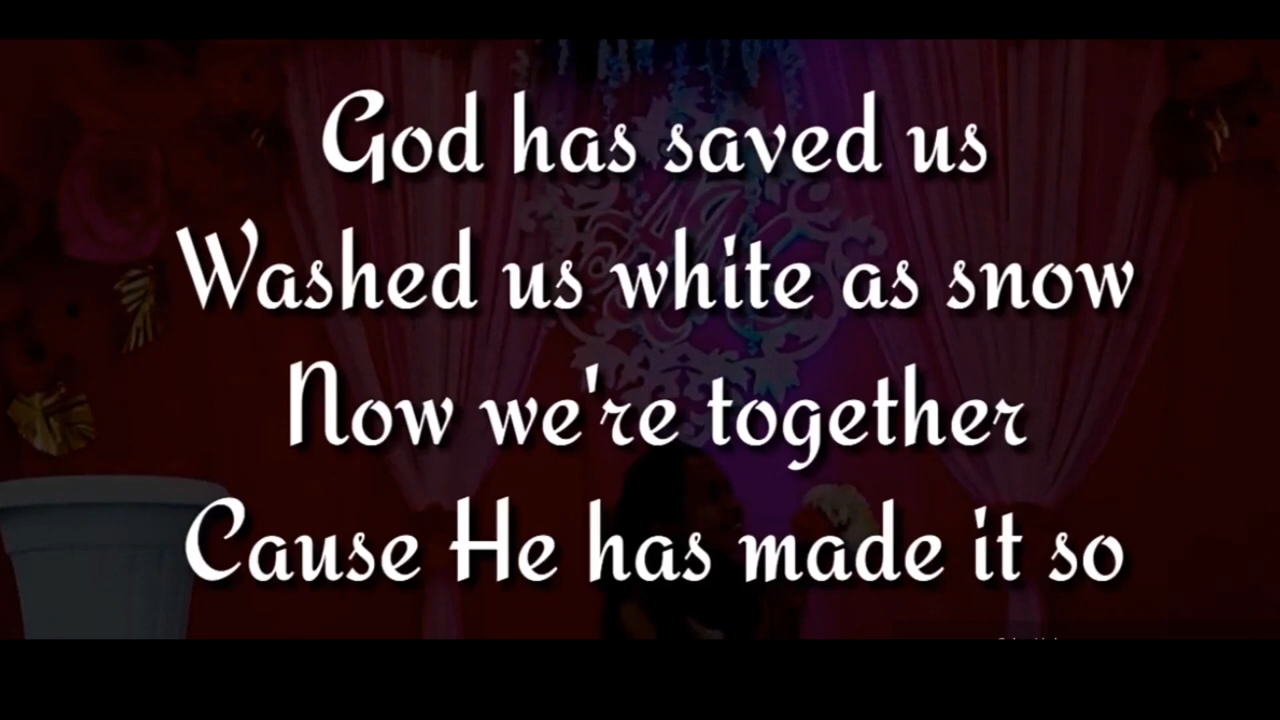 God has saved us
Washed us white as snow
Now we're together
Cause He has made it so